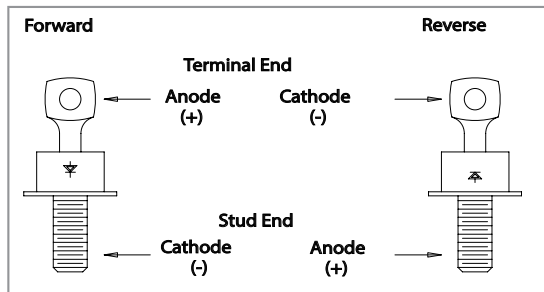 Forward Reverse
Terminal End
Anode Cathode
(+) (-)
Stud End
Cathode Anode
(-) (+)